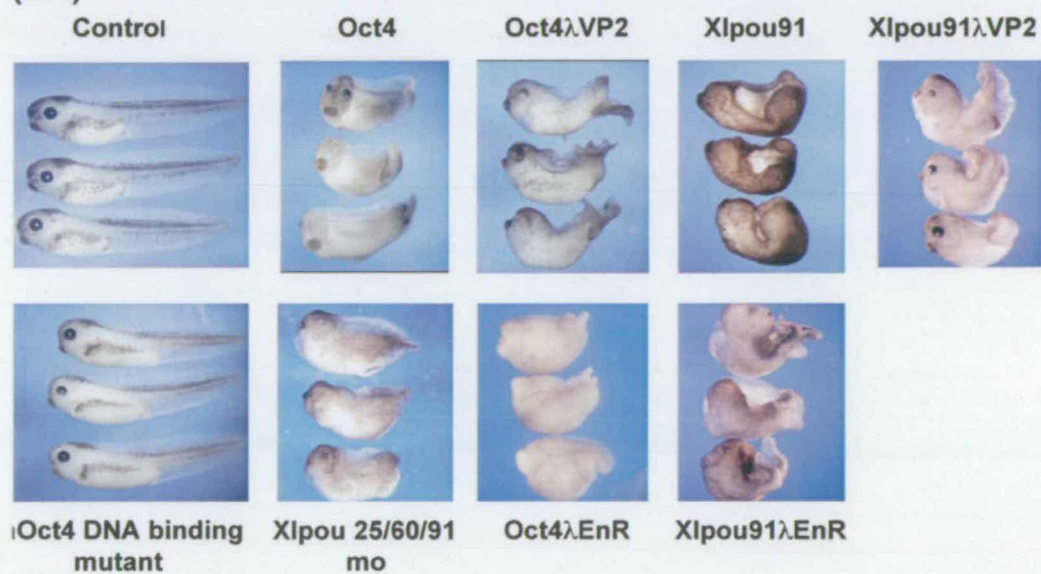 Control Oct4 Oct4λVP2 Xlpou91 Xlpou91λVP2
Oct4 DNA binding Xlpou 25/60/91 Oct4λEnR Xlpou91λEnR
mutant mo